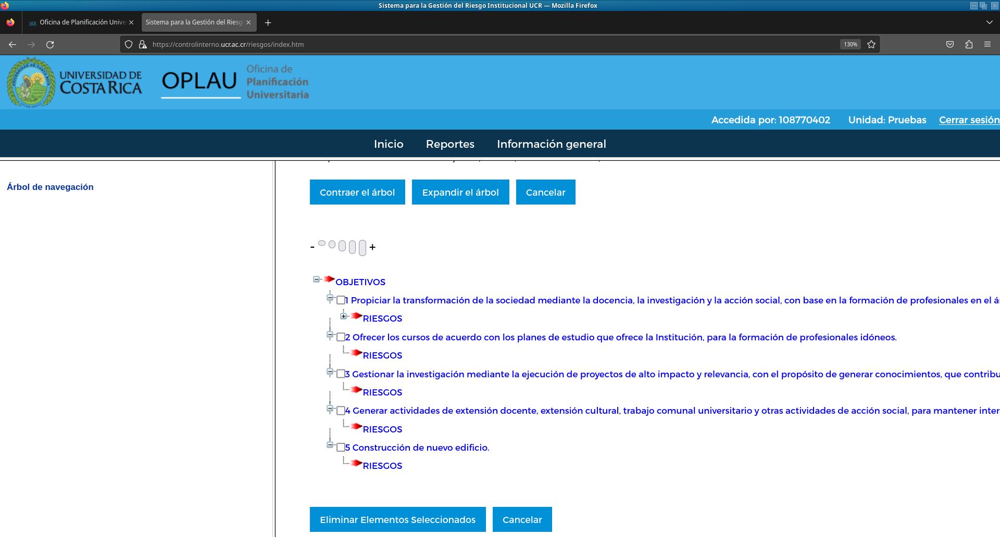 Sistema para la Gestión del Riesgo Institucional UCR — Mozilla Firefox
UCR Oficina de Planificación Unive
Sistema para la Gestión del Riesg
https://controlinterno.ucr.ac.cr/riesgos/index.htm
130%
UNIVERSIDAD DE
COSTA RICA
OPLAU
Oficina de
Planificación
Universitaria
Accedida por: 108770402 Unidad: Pruebas Cerrar sesión
Inicio Reportes Información general
Árbol de navegación
Contraer el árbol Expandir el árbol Cancelar
- +
OBJETIVOS
1 Propiciar la transformación de la sociedad mediante la docencia, la investigación y la acción social, con base en la formación de profesionales en el á
RIESGOS
2 Ofrecer los cursos de acuerdo con los planes de estudio que ofrece la Institución, para la formación de profesionales idóneos.
RIESGOS
3 Gestionar la investigación mediante la ejecución de proyectos de alto impacto y relevancia, con el propósito de generar conocimientos, que contribu
RIESGOS
4 Generar actividades de extensión docente, extensión cultural, trabajo comunal universitario y otras actividades de acción social, para mantener inter
RIESGOS
5 Construcción de nuevo edificio.
RIESGOS
Eliminar Elementos Seleccionados Cancelar